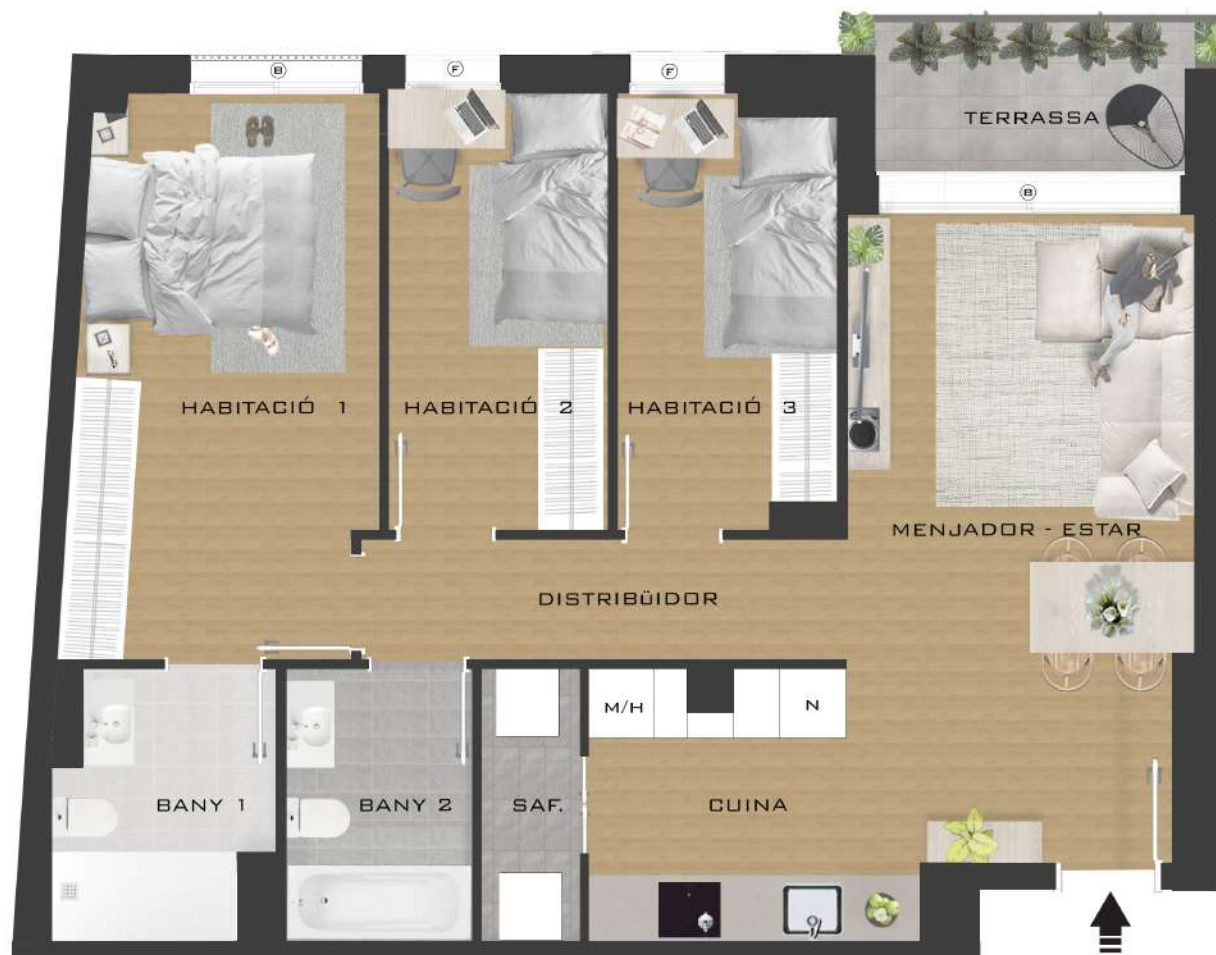 B
F
F
TERRASSA
B
HABITACIÓ 1
HABITACIÓ 2
HABITACIÓ 3
MENJADOR - ESTAR
DISTRIBÜIDOR
M/H
N
BANY 1
BANY 2
SAF.
CUINA